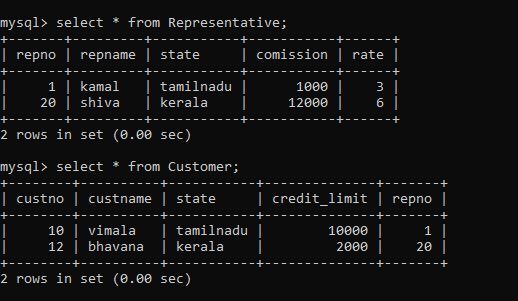 mysql> select * from Representative;
+-------+---------+-----------+-----------+------+
| repno | repname | state     | comission | rate |
+-------+---------+-----------+-----------+------+
|     1 | kamal   | tamilnadu |      1000 |    3 |
|    20 | shiva   | kerala    |     12000 |    6 |
+-------+---------+-----------+-----------+------+
2 rows in set (0.00 sec)
mysql> select * from Customer;
+--------+----------+-----------+--------------+-------+
| custno | custname | state     | credit_limit | repno |
+--------+----------+-----------+--------------+-------+
|     10 | vimala   | tamilnadu |        10000 |     1 |
|     12 | bhavana  | kerala    |         2000 |    20 |
+--------+----------+-----------+--------------+-------+
2 rows in set (0.00 sec)